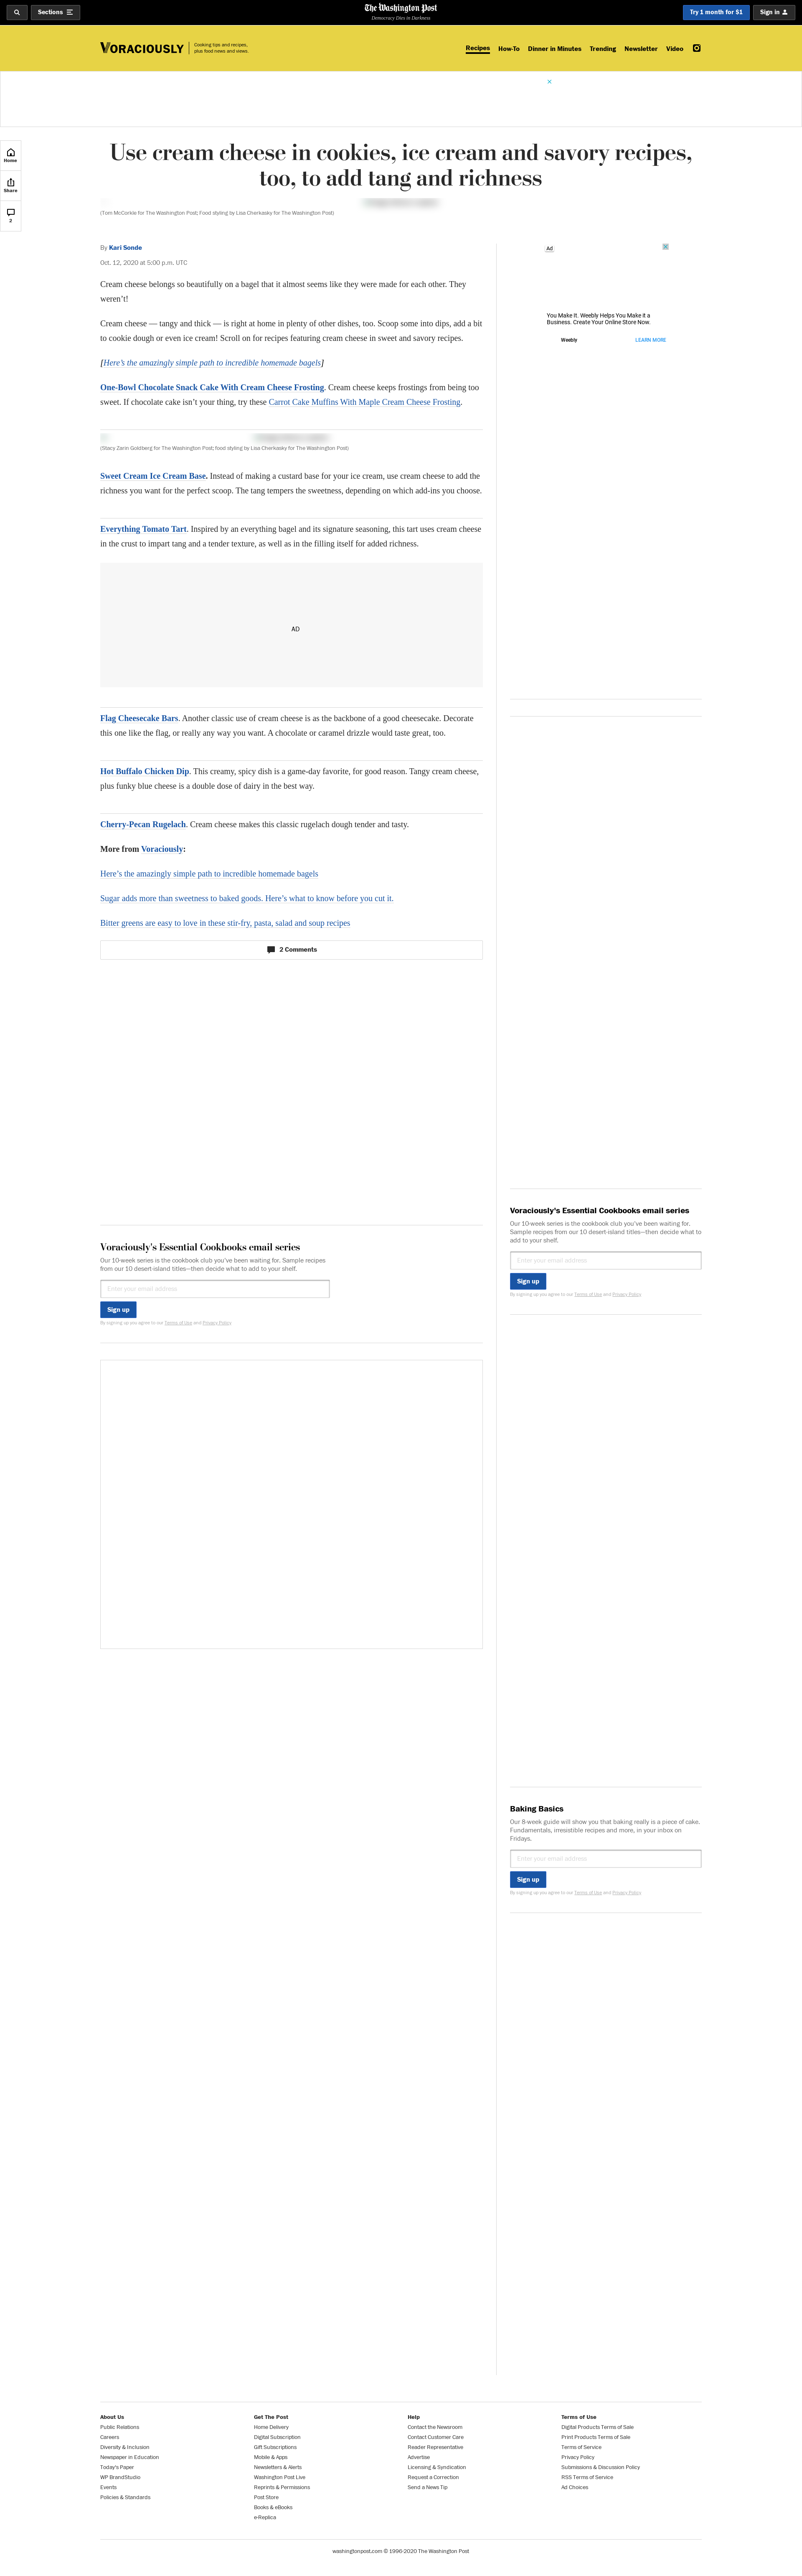 Sections
The Washington Post
Democracy Dies in Darkness
Try 1 month for $1
Sign in
VORACIOUSLY
Cooking tips and recipes,
plus food news and views.
Recipes
How-To
Dinner in Minutes
Trending
Newsletter
Video
Home
Share
2
Use cream cheese in cookies, ice cream and savory recipes,
too, to add tang and richness
(Tom McCorkle for The Washington Post; Food styling by Lisa Cherkasky for The Washington Post)
By Kari Sonde
Oct. 12, 2020 at 5:00 p.m. UTC
Cream cheese belongs so beautifully on a bagel that it almost seems like they were made for each other. They
weren’t!
Cream cheese — tangy and thick — is right at home in plenty of other dishes, too. Scoop some into dips, add a bit
to cookie dough or even ice cream! Scroll on for recipes featuring cream cheese in sweet and savory recipes.
[Here’s the amazingly simple path to incredible homemade bagels]
One-Bowl Chocolate Snack Cake With Cream Cheese Frosting. Cream cheese keeps frostings from being too
sweet. If chocolate cake isn’t your thing, try these Carrot Cake Muffins With Maple Cream Cheese Frosting.
(Stacy Zarin Goldberg for The Washington Post; food styling by Lisa Cherkasky for The Washington Post)
Sweet Cream Ice Cream Base. Instead of making a custard base for your ice cream, use cream cheese to add the
richness you want for the perfect scoop. The tang tempers the sweetness, depending on which add-ins you choose.
Everything Tomato Tart. Inspired by an everything bagel and its signature seasoning, this tart uses cream cheese
in the crust to impart tang and a tender texture, as well as in the filling itself for added richness.
AD
Flag Cheesecake Bars. Another classic use of cream cheese is as the backbone of a good cheesecake. Decorate
this one like the flag, or really any way you want. A chocolate or caramel drizzle would taste great, too.
Hot Buffalo Chicken Dip. This creamy, spicy dish is a game-day favorite, for good reason. Tangy cream cheese,
plus funky blue cheese is a double dose of dairy in the best way.
Cherry-Pecan Rugelach. Cream cheese makes this classic rugelach dough tender and tasty.
More from Voraciously:
Here’s the amazingly simple path to incredible homemade bagels
Sugar adds more than sweetness to baked goods. Here’s what to know before you cut it.
Bitter greens are easy to love in these stir-fry, pasta, salad and soup recipes
2 Comments
Voraciously's Essential Cookbooks email series
Our 10-week series is the cookbook club you’ve been waiting for. Sample recipes
from our 10 desert-island titles—then decide what to add to your shelf.
Enter your email address
Sign up
By signing up you agree to our Terms of Use and Privacy Policy
Ad
You Make It. Weebly Helps You Make it a
Business. Create Your Online Store Now.
Weebly
LEARN MORE
Voraciously's Essential Cookbooks email series
Our 10-week series is the cookbook club you’ve been waiting for.
Sample recipes from our 10 desert-island titles—then decide what to
add to your shelf.
Enter your email address
Sign up
By signing up you agree to our Terms of Use and Privacy Policy
Baking Basics
Our 8-week guide will show you that baking really is a piece of cake.
Fundamentals, irresistible recipes and more, in your inbox on
Fridays.
Enter your email address
Sign up
By signing up you agree to our Terms of Use and Privacy Policy
About Us
Public Relations
Careers
Diversity & Inclusion
Newspaper in Education
Today's Paper
WP BrandStudio
Events
Policies & Standards
Get The Post
Home Delivery
Digital Subscription
Gift Subscriptions
Mobile & Apps
Newsletters & Alerts
Washington Post Live
Reprints & Permissions
Post Store
Books & eBooks
e-Replica
Help
Contact the Newsroom
Contact Customer Care
Reader Representative
Advertise
Licensing & Syndication
Request a Correction
Send a News Tip
Terms of Use
Digital Products Terms of Sale
Print Products Terms of Sale
Terms of Service
Privacy Policy
Submissions & Discussion Policy
RSS Terms of Service
Ad Choices
washingtonpost.com © 1996-2020 The Washington Post